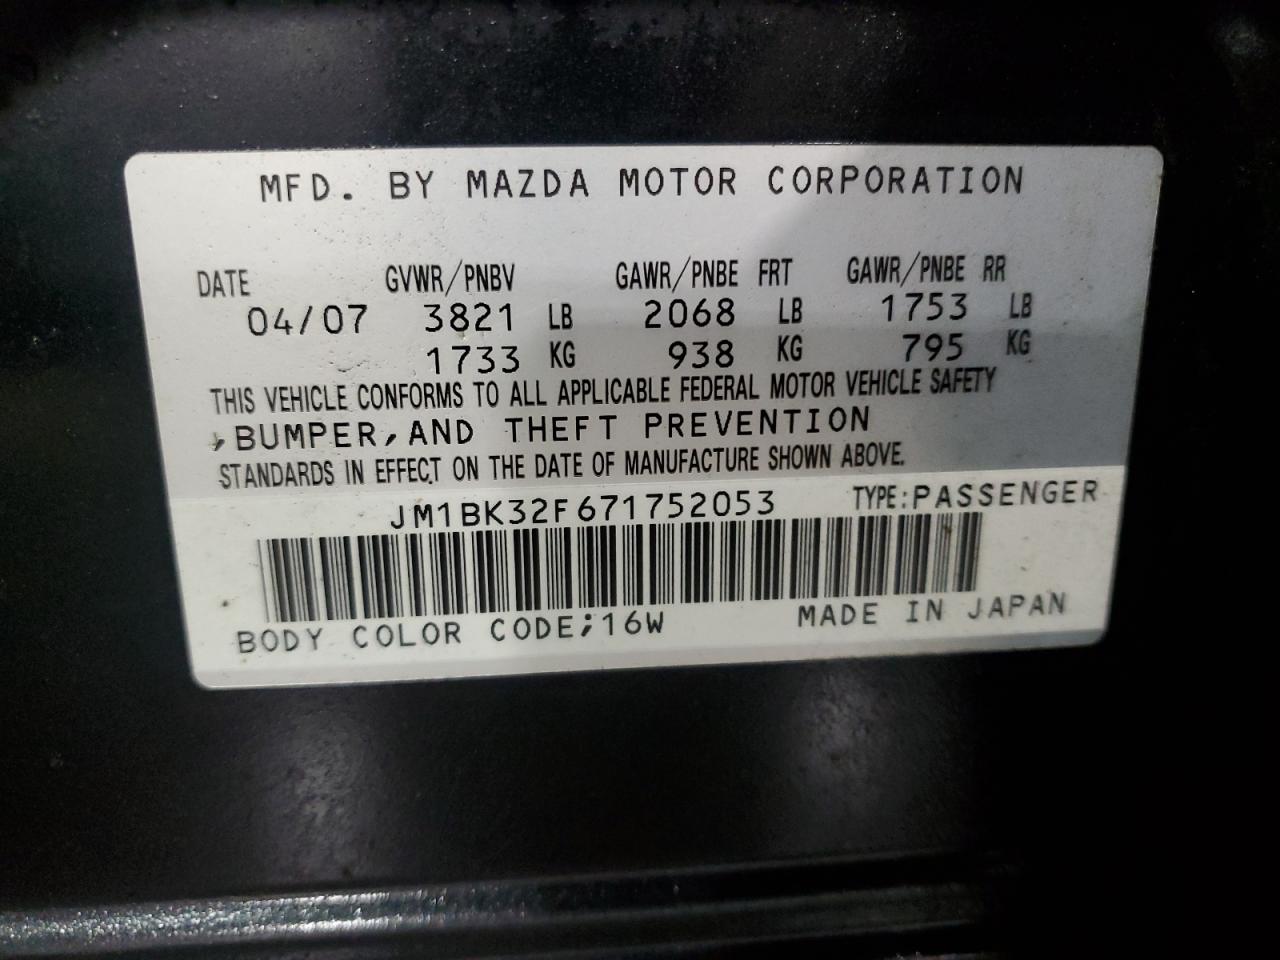 MFD. BY MAZDA MOTOR CORPORATION
DATE GVWR/PNBV GAWR/PNBE FRT GAWR/PNBE RR
04/07 3821 LB 2068 LB 1753 LB
1733 KG 938 KG 795 KG
THIS VEHICLE CONFORMS TO ALL APPLICABLE FEDERAL MOTOR VEHICLE SAFETY
,BUMPER,AND THEFT PREVENTION
STANDARDS IN EFFECT ON THE DATE OF MANUFACTURE SHOWN ABOVE.
JM1BK32F671752053 TYPE:PASSENGER
BODY COLOR CODE;16W MADE IN JAPAN